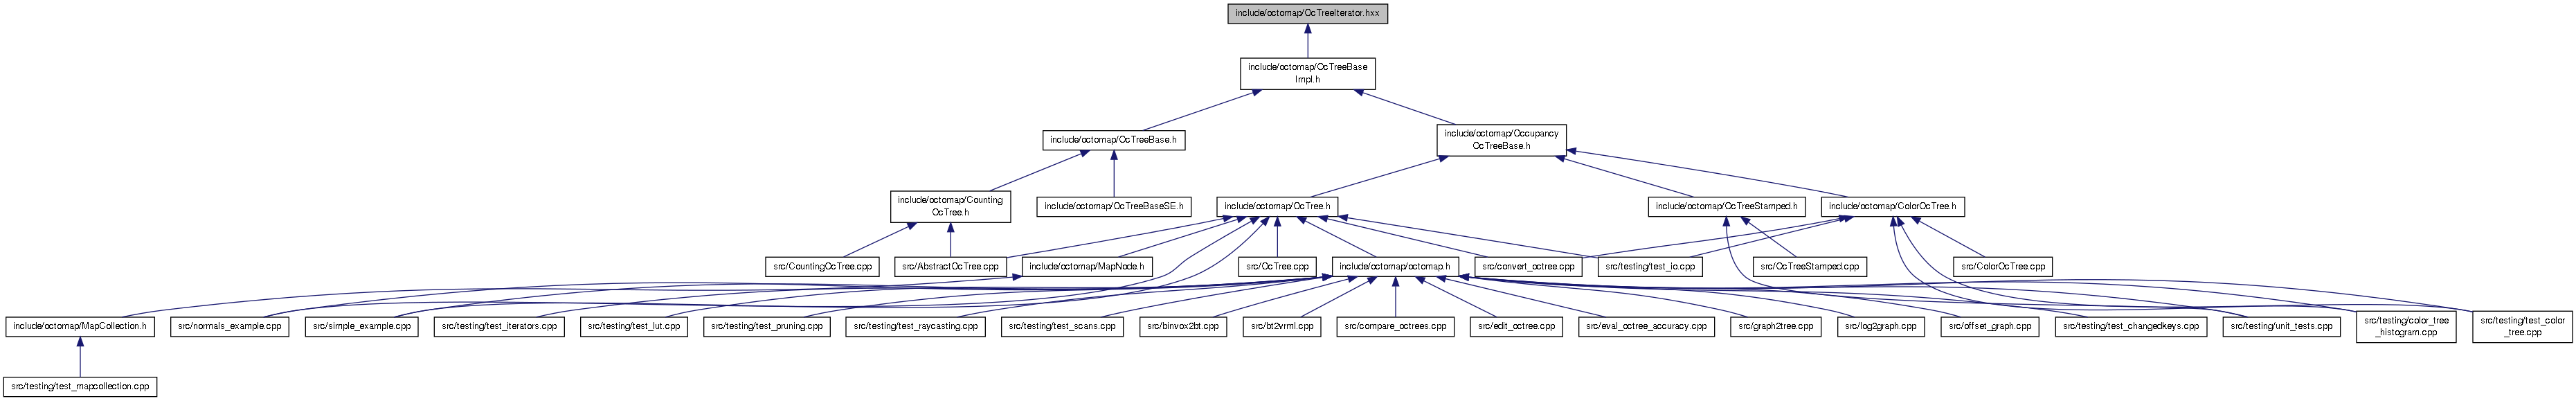 include/octomap/OcTreeIterator.hxx
include/octomap/OcTreeBase
Impl.h
include/octomap/OcTreeBase.h
include/octomap/Occupancy
OcTreeBase.h
include/octomap/Counting
OcTree.h
include/octomap/OcTreeBaseSE.h
include/octomap/OcTree.h
include/octomap/OcTreeStamped.h
include/octomap/ColorOcTree.h
src/CountingOcTree.cpp
src/AbstractOcTree.cpp
include/octomap/MapNode.h
src/OcTree.cpp
include/octomap/octomap.h
src/convert_octree.cpp
src/testing/test_io.cpp
src/OcTreeStamped.cpp
src/ColorOcTree.cpp
include/octomap/MapCollection.h
src/normals_example.cpp
src/simple_example.cpp
src/testing/test_iterators.cpp
src/testing/test_lut.cpp
src/testing/test_pruning.cpp
src/testing/test_raycasting.cpp
src/testing/test_scans.cpp
src/binvox2bt.cpp
src/bt2vrml.cpp
src/compare_octrees.cpp
src/edit_octree.cpp
src/eval_octree_accuracy.cpp
src/graph2tree.cpp
src/log2graph.cpp
src/offset_graph.cpp
src/testing/test_changedkeys.cpp
src/testing/unit_tests.cpp
src/testing/color_tree
_histogram.cpp
src/testing/test_color
_tree.cpp
src/testing/test_mapcollection.cpp